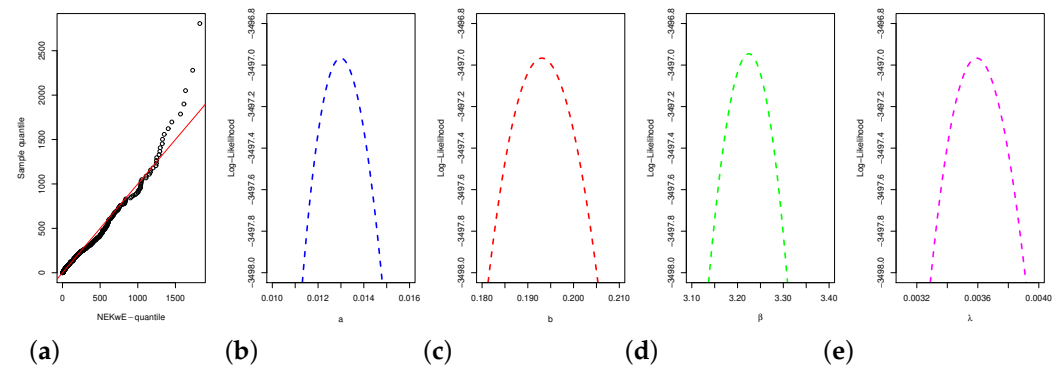 Sample quantile
0 500 1000 1500 2000 2500
0 500 1000 1500
NEKwE−quantile
(a)
Log−Likelihood
−3498.0 −3497.8 −3497.6 −3497.4 −3497.2 −3497.0 −3496.8
0.010 0.012 0.014 0.016
a
(b)
Log−Likelihood
−3498.0 −3497.8 −3497.6 −3497.4 −3497.2 −3497.0 −3496.8
0.180 0.190 0.200 0.210
b
(c)
Log−Likelihood
−3498.0 −3497.8 −3497.6 −3497.4 −3497.2 −3497.0 −3496.8
3.10 3.20 3.30 3.40
β
(d)
Log−Likelihood
−3498.0 −3497.8 −3497.6 −3497.4 −3497.2 −3497.0 −3496.8
0.0032 0.0036 0.0040
λ
(e)